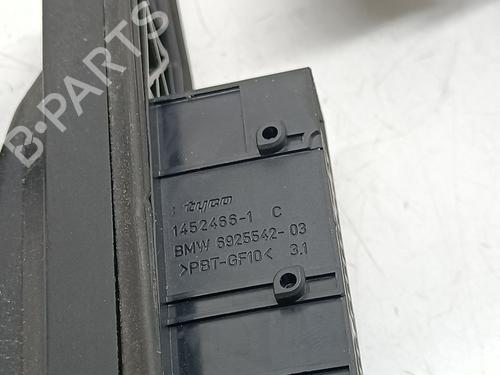 B-PARTS
tyco
1452466-1 C
BMW 6925542-03
>PBT-GF10< 3.1